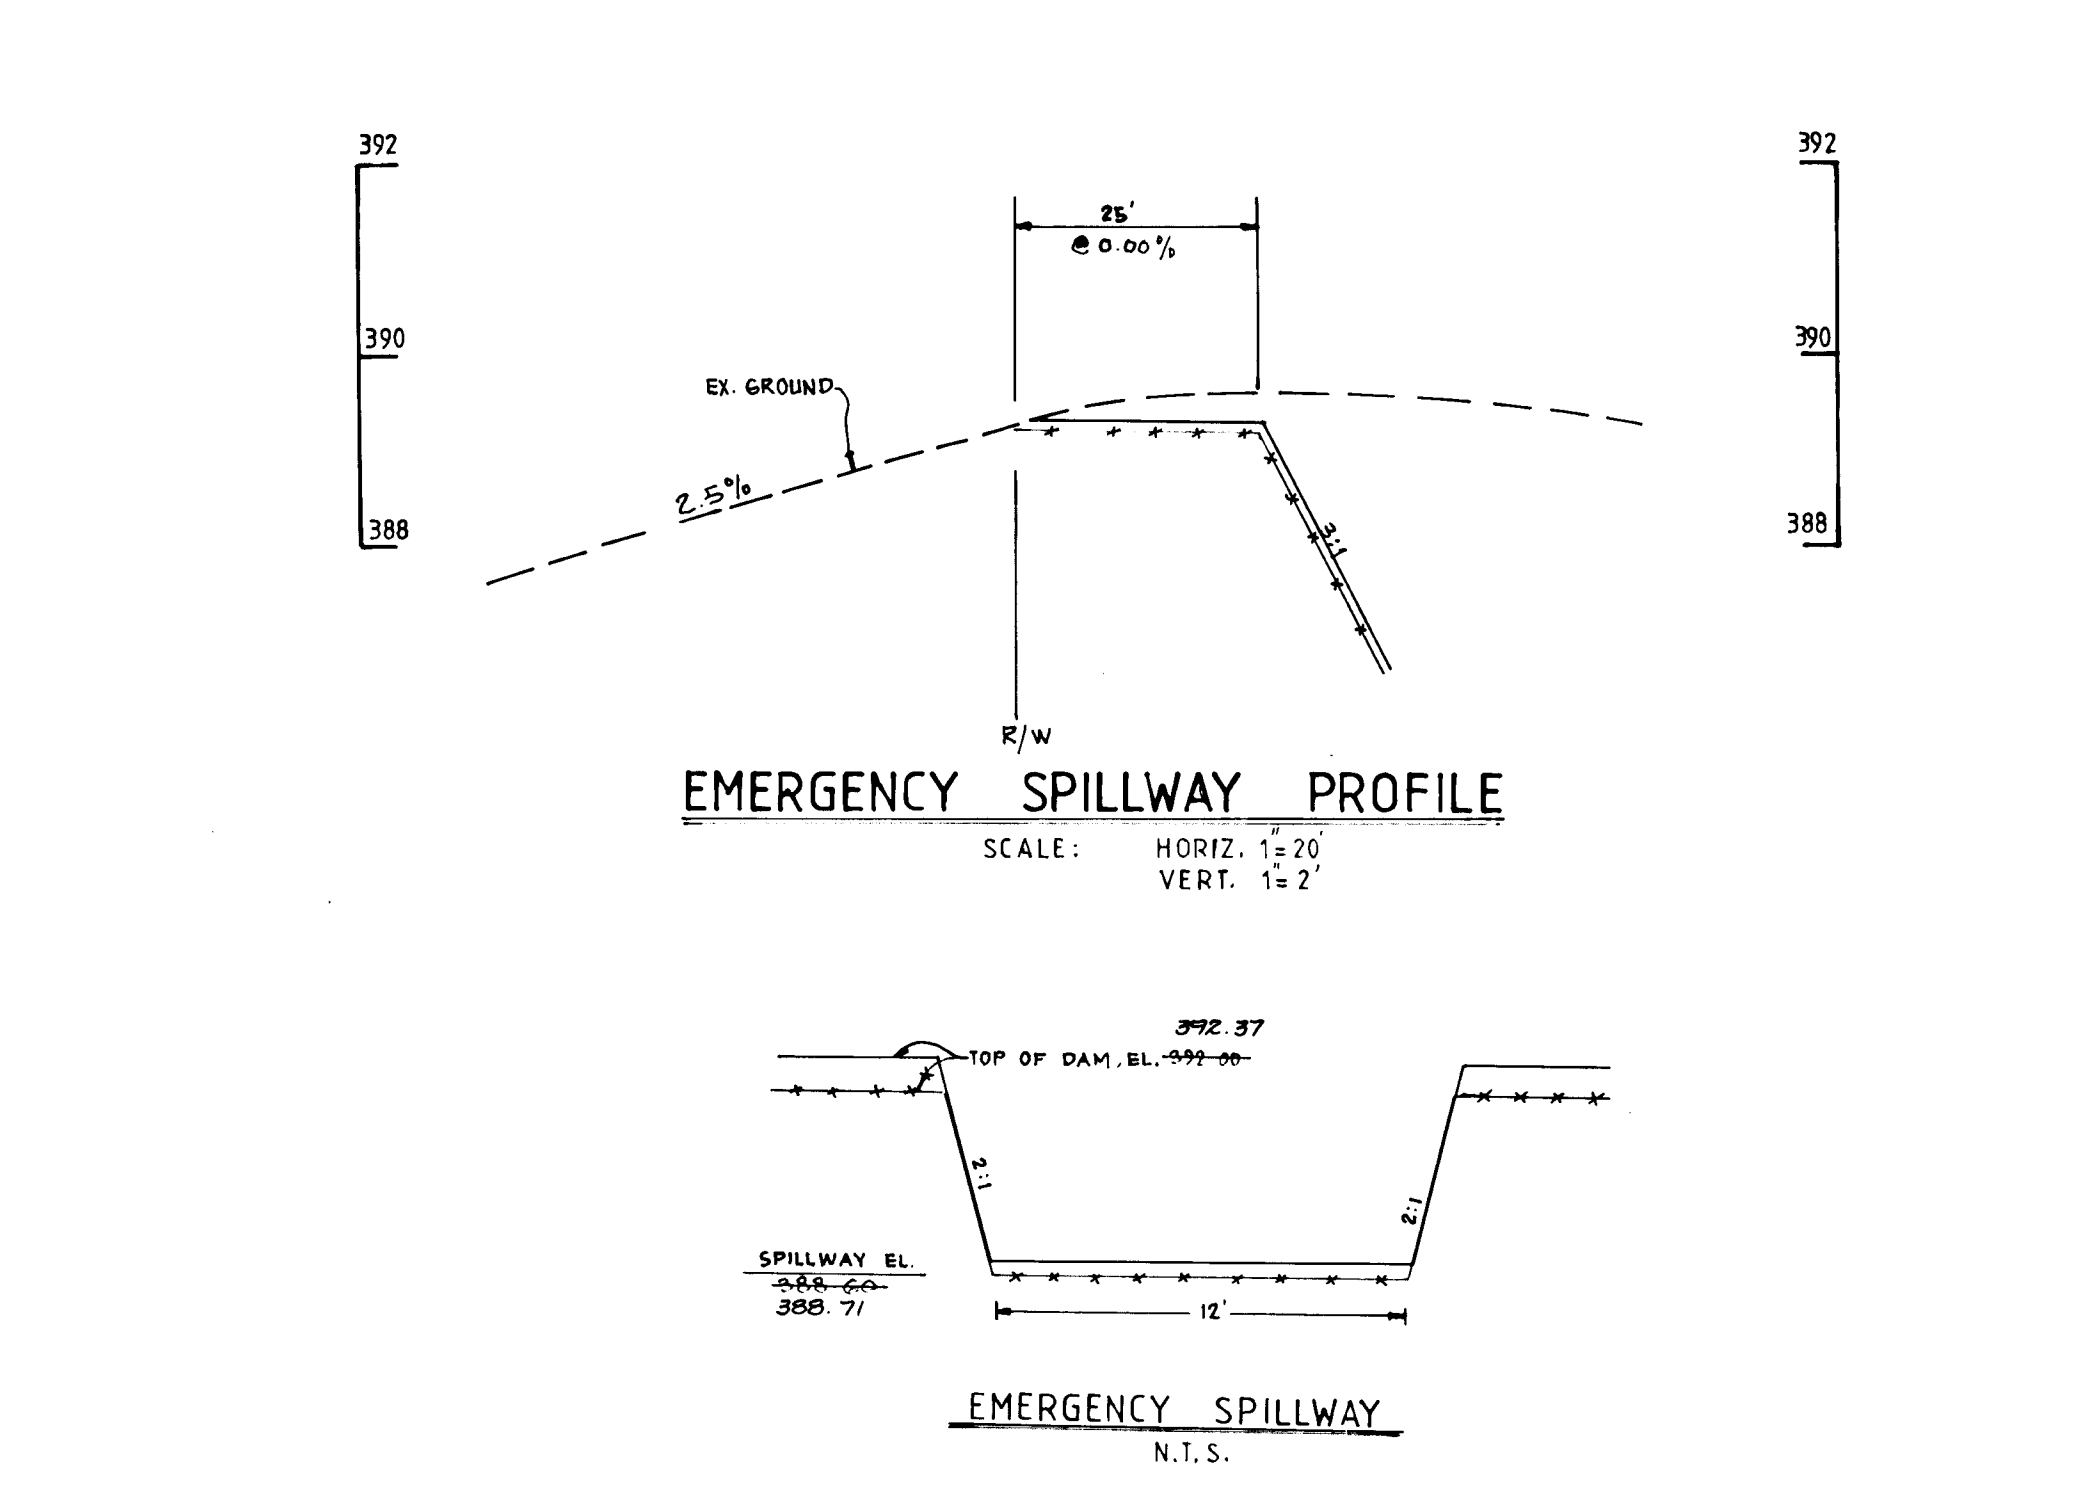 392
392
25'
@ 0.00%
390
390
EX. GROUND
2.5%
388
388
3:1
R/W
EMERGENCY SPILLWAY PROFILE
SCALE: HORIZ. 1"=20'
VERT. 1"=2'
392.37
TOP OF DAM, EL. 392.00
2:1
2:1
SPILLWAY EL.
388.60
388.71
12'
EMERGENCY SPILLWAY
N.T.S.